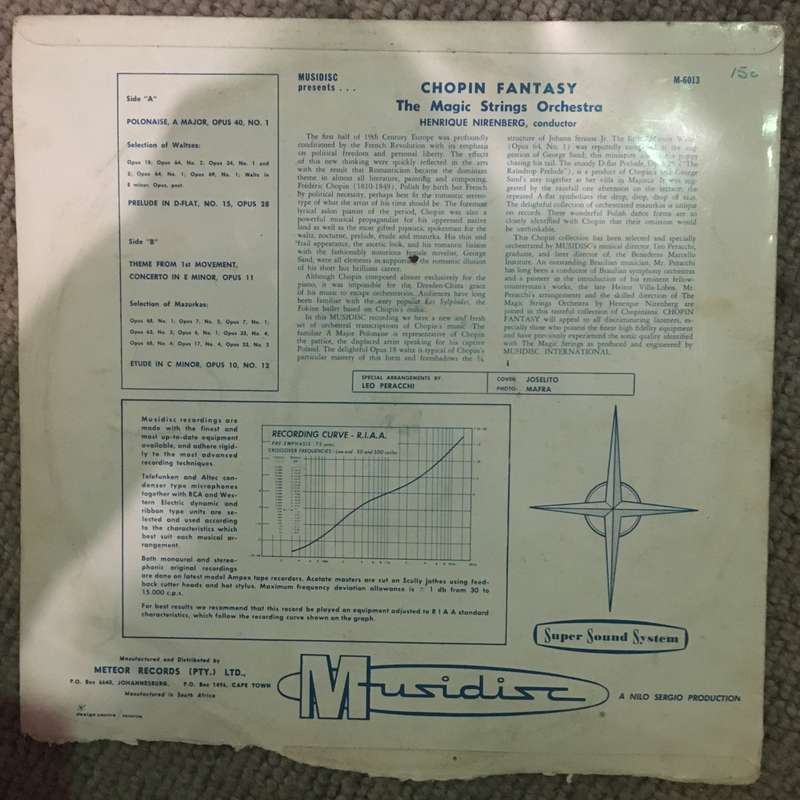 MUSIDISC
presents . . .
M-6013
15c
CHOPIN FANTASY
The Magic Strings Orchestra
HENRIQUE NIRENBERG, conductor
Side "A"
POLONAISE, A MAJOR, OPUS 40, NO. 1
Selection of Waltzes:
Opus 18; Opus 64, No. 2; Opus 34, No. 1 and
2; Opus 64, No. 1; Opus 69, No. 1; Waltz in
E minor, Opus, post.
PRELUDE IN D-FLAT, NO. 15, OPUS 28
Side "B"
THEME FROM 1st MOVEMENT,
CONCERTO IN E MINOR, OPUS 11
Selection of Mazurkas:
Opus 68, No. 1; Opus 7, No. 5; Opus 7, No. 1;
Opus 63, No. 2; Opus 6, No. 1; Opus 33, No. 4;
Opus 68, No. 4; Opus 17, No. 4; Opus 33, No. 2
ETUDE IN C MINOR, OPUS 10, NO. 12
The first half of 19th Century Europe was profoundly
conditioned by the French Revolution with its emphasis
on political freedom and personal liberty. The effects
of this new thinking were quickly reflected in the arts
with the result that Romanticism became the dominant
theme in almost all literature, painting and composing.
Frédéric Chopin (1810-1849), Polish by birth but French
by political necessity, perhaps best fit the romantic stereo-
type of what the artist of his time should be. The foremost
lyrical salon pianist of the period, Chopin was also a
powerful musical propagandist for his oppressed native
land as well as the most gifted pianistic spokesman for the
waltz, nocturne, prelude, etude and mazurka. His thin and
frail appearance, the ascetic look, and his romantic liaison
with the fashionably notorious female novelist, George
Sand, were all elements in support of the romantic illusion
of his short but brilliant career.
Although Chopin composed almost exclusively for the
piano, it was impossible for the Dresden-China grace
of his music to escape orchestration. Audiences have long
been familiar with the very popular Les Sylphides, the
Fokine ballet based on Chopin's music.
In this MUSIDISC recording we have a new and fresh
set of orchestral transcriptions of Chopin's music. The
familiar A Major Polonaise is representative of Chopin
the patriot, the displaced artist speaking for his captive
Poland. The delightful Opus 18 waltz is typical of Chopin's
particular mastery of this form and foreshadows the ¾
structure of Johann Strauss Jr. The
(Opus 64, No. 1) was reportedly composed at the sug-
gestion of George Sand; this miniature puppy
chasing his tail. The moody D-flat Prelude, "The
Raindrop Prelude"), is a product of Chopin's and George
Sand's stay together at her villa in Majorca. It was sug-
gested by the rainfall one afternoon on the terrace; the
repeated A-flat symbolizes the drop, drop, drop of rain.
The delightful collection of orchestrated mazurkas is unique
on records. These wonderful Polish dance forms are so
closely identified with Chopin that their omission would
be unthinkable.
This Chopin collection has been selected and specially
orchestrated by MUSIDISC's musical director, Leo Peracchi,
graduate, and later director of, the Benedetto Marcello
Institute. An outstanding Brazilian musician, Mr. Peracchi
has long been a conductor of Brazilian symphony orchestras
and a pioneer in the introduction of his eminent fellow-
countryman's works, the late Heitor Villa-Lobos. Mr.
Peracchi's arrangements and the skilled direction of The
Magic Strings Orchestra by Henrique Nirenberg are
joined in this tasteful collection of Chopiniana. CHOPIN
FANTASY will appeal to all discriminating listeners, es-
pecially those who possess the finest high fidelity equipment
and have previously experienced the sonic quality identified
with The Magic Strings as produced and engineered by
MUSIDISC INTERNATIONAL.
SPECIAL ARRANGEMENTS BY
LEO PERACCHI
COVER: JOSELITO
PHOTO: MAFRA
Musidisc recordings are
made with the finest and
most up-to-date equipment
available, and adhere rigid-
ly to the most advanced
recording techniques.
Telefunken and Altec con-
denser type microphones
together with RCA and Wes-
tern Electric dynamic and
ribbon type units are se-
lected and used according
to the characteristics which
best suit each musical ar-
rangement.
Both monaural and stereo-
phonic original recordings
are done on latest model Ampex tape recorders. Acetate masters are cut on Scully lathes using feed-
back cutter heads and hot stylus. Maximum frequency deviation allowance is ± 1 db from 30 to
15.000 c.p.s.
For best results we recommend that this record be played on equipment adjusted to R I A A standard
characteristics, which follow the recording curve shown on the graph.
RECORDING CURVE - R.I.A.A.
PRE EMPHASIS 75
CROSSOVER FREQUENCIES - Low end 50 and 500 cycles
Super Sound System
Manufactured and Distributed by
METEOR RECORDS (PTY.) LTD.,
P.O. Box 6640, JOHANNESBURG, P.O. Box 1496, CAPE TOWN
Manufactured in South Africa
design centre
Musidisc
A NILO SERGIO PRODUCTION